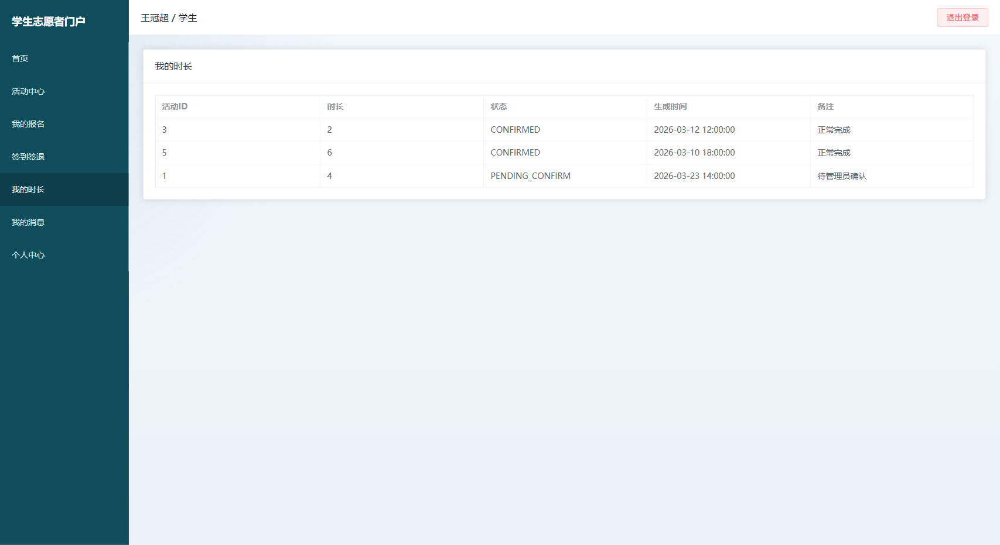 学生志愿者门户
首页
活动中心
我的报名
签到签退
我的时长
我的消息
个人中心
王冠超 / 学生
退出登录
我的时长
活动ID 时长 状态 生成时间 备注
3 2 CONFIRMED 2026-03-12 12:00:00 正常完成
5 6 CONFIRMED 2026-03-10 18:00:00 正常完成
1 4 PENDING_CONFIRM 2026-03-23 14:00:00 待管理员确认